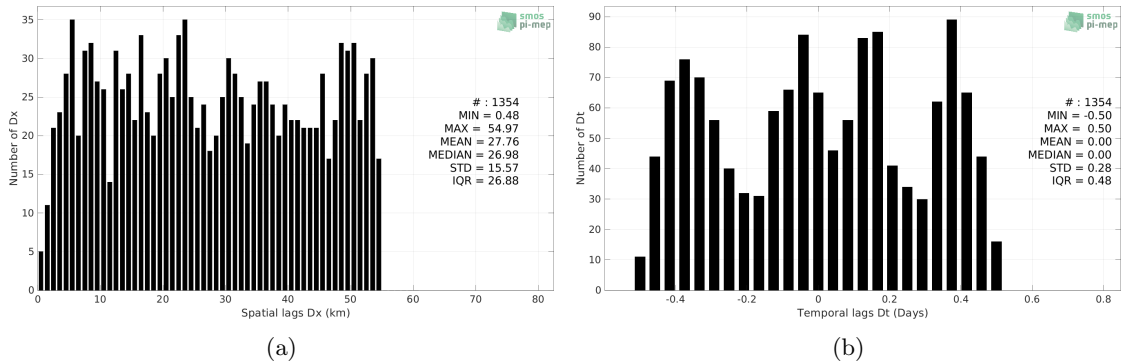 smos
pi-mep
35
30
25
20
15
10
5
0
Number of Dx
# : 1354
MIN = 0.48
MAX = 54.97
MEAN = 27.76
MEDIAN = 26.98
STD = 15.57
IQR = 26.88
0 10 20 30 40 50 60 70 80
Spatial lags Dx (km)
(a)
smos
pi-mep
90
80
70
60
50
40
30
20
10
0
Number of Dt
# : 1354
MIN = -0.50
MAX = 0.50
MEAN = 0.00
MEDIAN = 0.00
STD = 0.28
IQR = 0.48
-0.4 -0.2 0 0.2 0.4 0.6 0.8
Temporal lags Dt (Days)
(b)